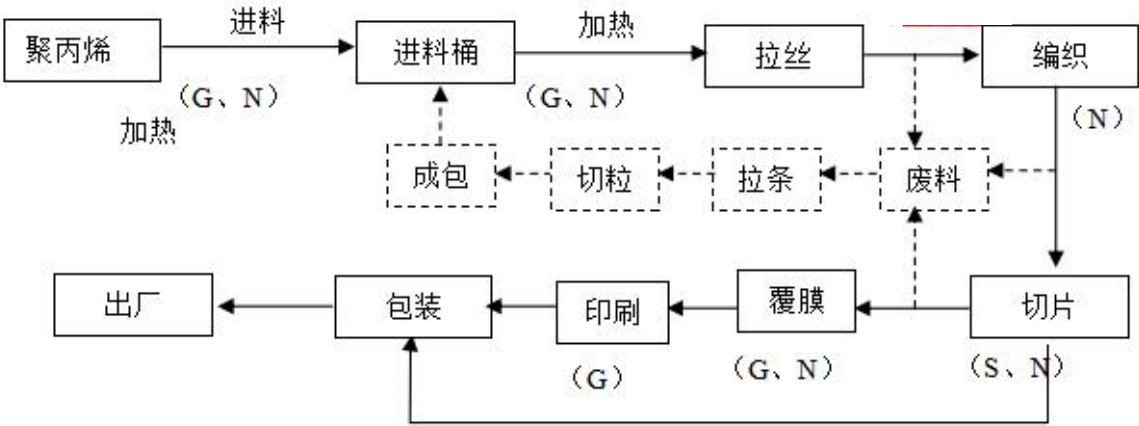 进料
加热
聚丙烯
进料桶
拉丝
编织
（G、N）
（G、N）
（N）
加热
成包
切粒
拉条
废料
出厂
包装
印刷
覆膜
切片
（G）
（G、N）
（S、N）